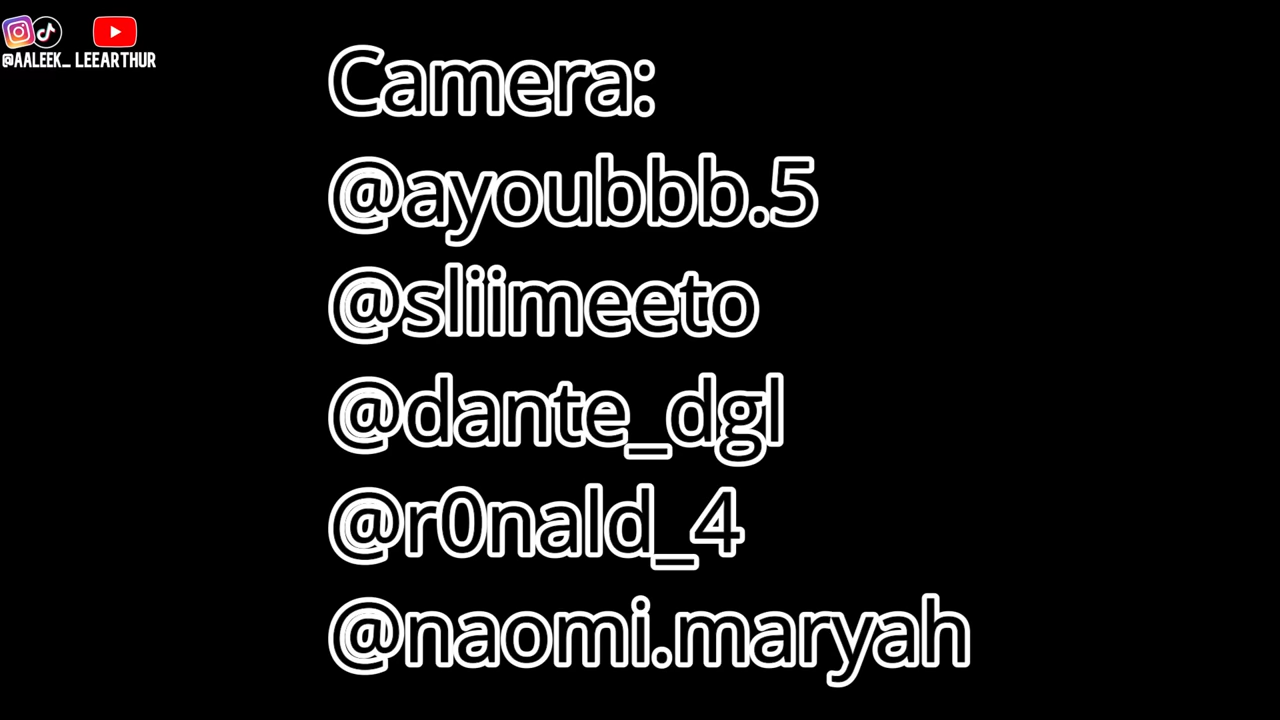 @AALEEK_ LEEARTHUR
Camera:
@ayoubbb.5
@sliimeeto
@dante_dgl
@r0nald_4
@naomi.maryah